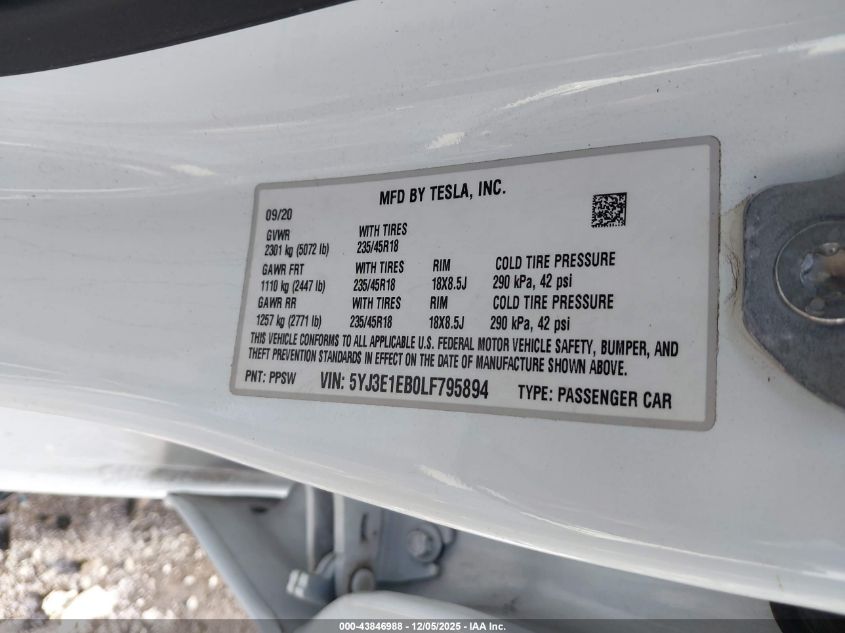 MFD BY TESLA, INC.
09/20
GVWR WITH TIRES
2301 kg (5072 lb) 235/45R18
GAWR FRT WITH TIRES RIM COLD TIRE PRESSURE
1110 kg (2447 lb) 235/45R18 18X8.5J 290 kPa, 42 psi
GAWR RR WITH TIRES RIM COLD TIRE PRESSURE
1257 kg (2771 lb) 235/45R18 18X8.5J 290 kPa, 42 psi
THIS VEHICLE CONFORMS TO ALL APPLICABLE U.S. FEDERAL MOTOR VEHICLE SAFETY, BUMPER, AND
THEFT PREVENTION STANDARDS IN EFFECT ON THE DATE OF MANUFACTURE SHOWN ABOVE.
PNT: PPSW VIN: 5YJ3E1EB0LF795894 TYPE: PASSENGER CAR
000-43846988 12/05/2025 - IAA Inc.